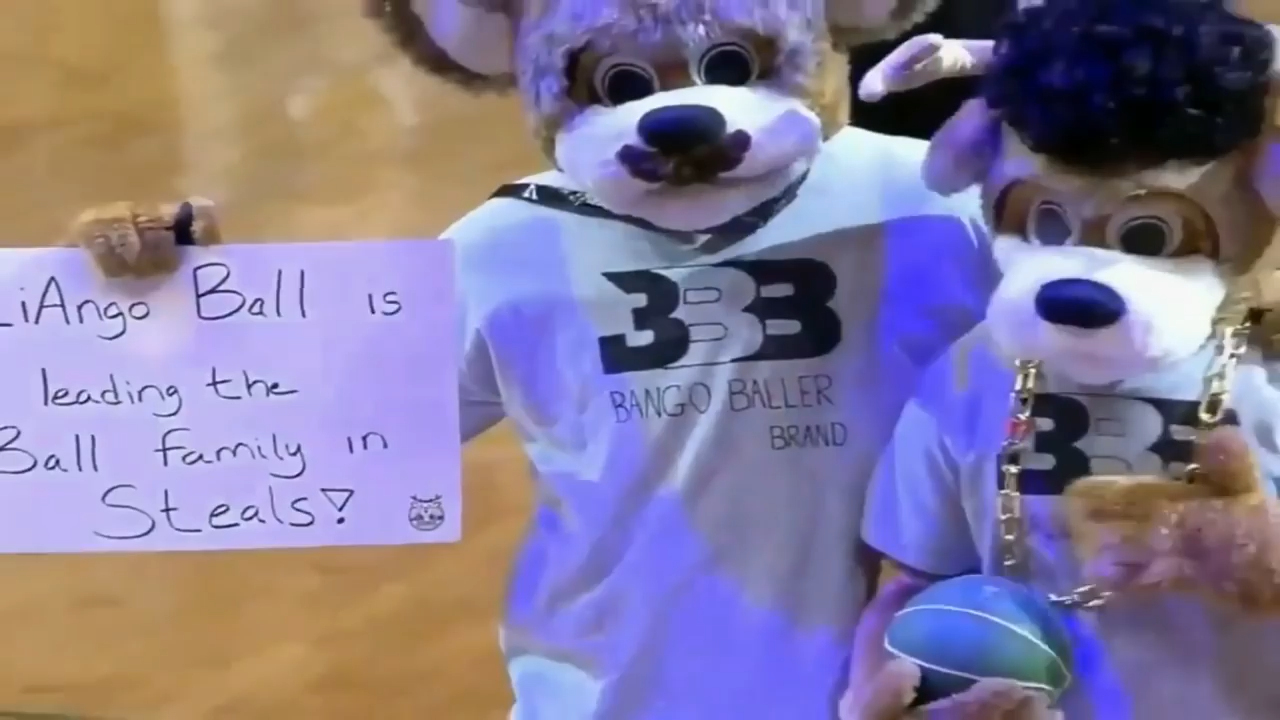 LiAngo Ball is
leading the
Ball family in
Steals!
BBB
BANGO BALLER
BRAND
BBB